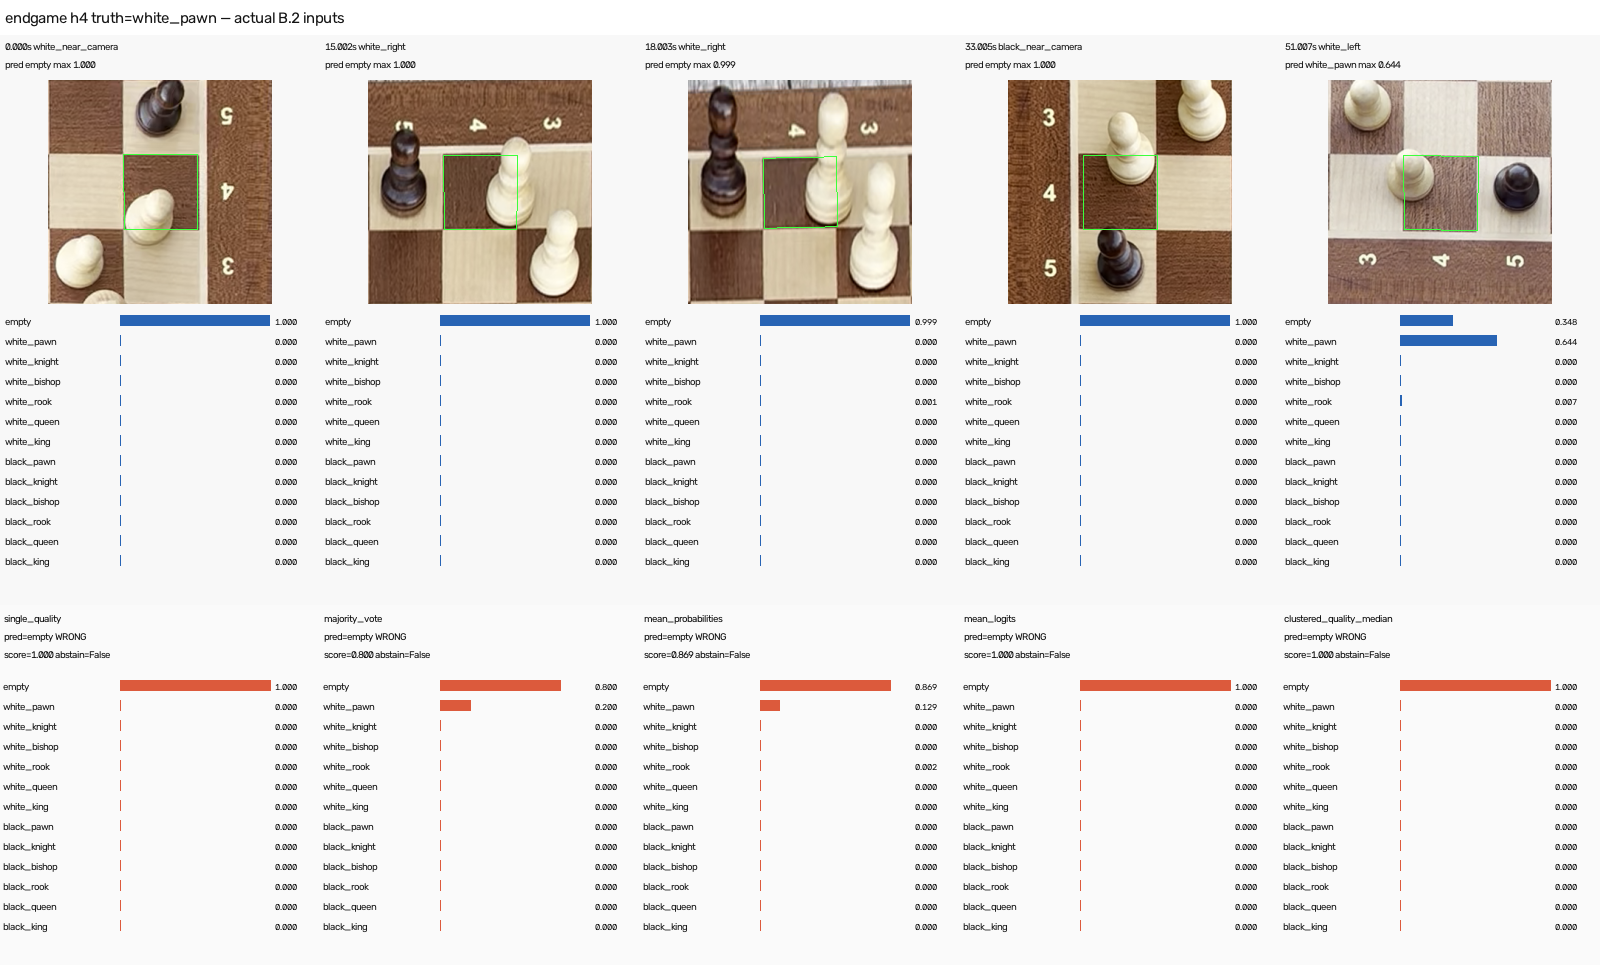 endgame h4 truth=white_pawn — actual B.2 inputs
0.000s white_near_camera
pred empty max 1.000
5
4
3
empty 1.000
white_pawn 0.000
white_knight 0.000
white_bishop 0.000
white_rook 0.000
white_queen 0.000
white_king 0.000
black_pawn 0.000
black_knight 0.000
black_bishop 0.000
black_rook 0.000
black_queen 0.000
black_king 0.000
15.002s white_right
pred empty max 1.000
5 4 3
empty 1.000
white_pawn 0.000
white_knight 0.000
white_bishop 0.000
white_rook 0.000
white_queen 0.000
white_king 0.000
black_pawn 0.000
black_knight 0.000
black_bishop 0.000
black_rook 0.000
black_queen 0.000
black_king 0.000
18.003s white_right
pred empty max 0.999
4 3
empty 0.999
white_pawn 0.000
white_knight 0.000
white_bishop 0.000
white_rook 0.001
white_queen 0.000
white_king 0.000
black_pawn 0.000
black_knight 0.000
black_bishop 0.000
black_rook 0.000
black_queen 0.000
black_king 0.000
33.005s black_near_camera
pred empty max 1.000
3
4
5
empty 1.000
white_pawn 0.000
white_knight 0.000
white_bishop 0.000
white_rook 0.000
white_queen 0.000
white_king 0.000
black_pawn 0.000
black_knight 0.000
black_bishop 0.000
black_rook 0.000
black_queen 0.000
black_king 0.000
51.007s white_left
pred white_pawn max 0.644
3 4 5
empty 0.348
white_pawn 0.644
white_knight 0.000
white_bishop 0.000
white_rook 0.007
white_queen 0.000
white_king 0.000
black_pawn 0.000
black_knight 0.000
black_bishop 0.000
black_rook 0.000
black_queen 0.000
black_king 0.000
single_quality
pred=empty WRONG
score=1.000 abstain=False
empty 1.000
white_pawn 0.000
white_knight 0.000
white_bishop 0.000
white_rook 0.000
white_queen 0.000
white_king 0.000
black_pawn 0.000
black_knight 0.000
black_bishop 0.000
black_rook 0.000
black_queen 0.000
black_king 0.000
majority_vote
pred=empty WRONG
score=0.800 abstain=False
empty 0.800
white_pawn 0.200
white_knight 0.000
white_bishop 0.000
white_rook 0.000
white_queen 0.000
white_king 0.000
black_pawn 0.000
black_knight 0.000
black_bishop 0.000
black_rook 0.000
black_queen 0.000
black_king 0.000
mean_probabilities
pred=empty WRONG
score=0.869 abstain=False
empty 0.869
white_pawn 0.129
white_knight 0.000
white_bishop 0.000
white_rook 0.002
white_queen 0.000
white_king 0.000
black_pawn 0.000
black_knight 0.000
black_bishop 0.000
black_rook 0.000
black_queen 0.000
black_king 0.000
mean_logits
pred=empty WRONG
score=1.000 abstain=False
empty 1.000
white_pawn 0.000
white_knight 0.000
white_bishop 0.000
white_rook 0.000
white_queen 0.000
white_king 0.000
black_pawn 0.000
black_knight 0.000
black_bishop 0.000
black_rook 0.000
black_queen 0.000
black_king 0.000
clustered_quality_median
pred=empty WRONG
score=1.000 abstain=False
empty 1.000
white_pawn 0.000
white_knight 0.000
white_bishop 0.000
white_rook 0.000
white_queen 0.000
white_king 0.000
black_pawn 0.000
black_knight 0.000
black_bishop 0.000
black_rook 0.000
black_queen 0.000
black_king 0.000